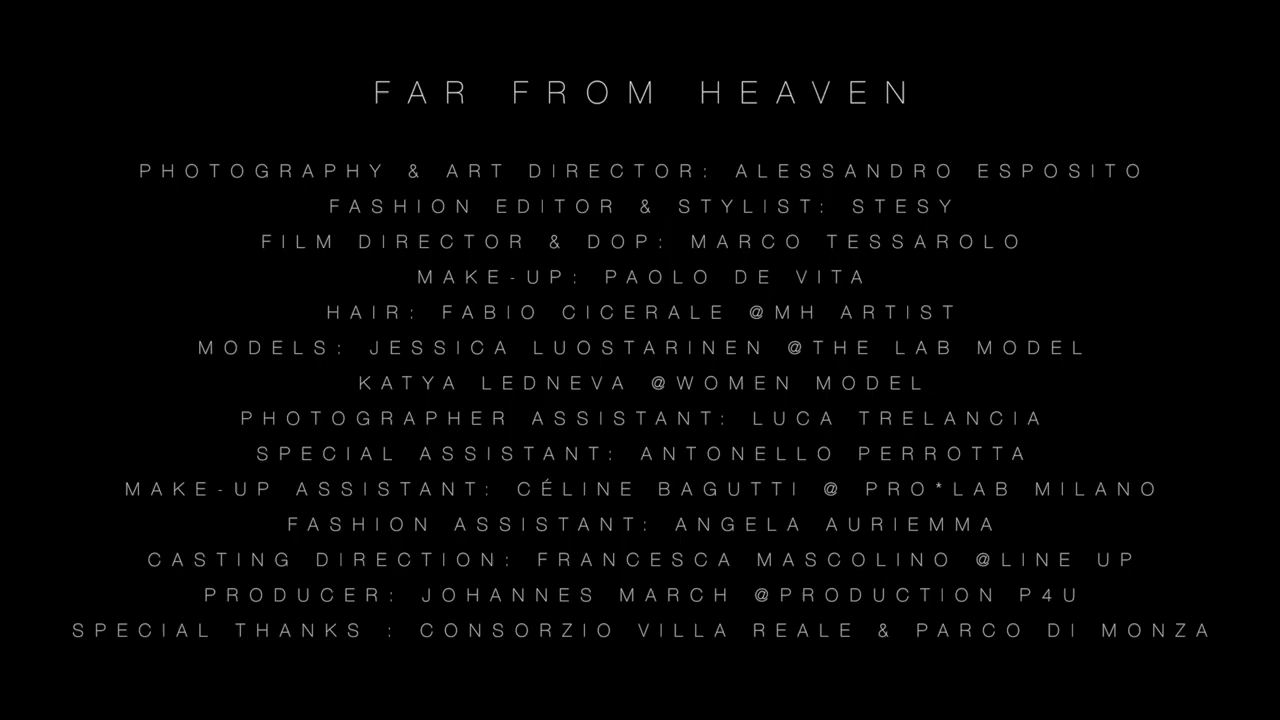 FAR FROM HEAVEN
PHOTOGRAPHY & ART DIRECTOR: ALESSANDRO ESPOSITO
FASHION EDITOR & STYLIST: STESY
FILM DIRECTOR & DOP: MARCO TESSAROLO
MAKE-UP: PAOLO DE VITA
HAIR: FABIO CICERALE @MH ARTIST
MODELS: JESSICA LUOSTARINEN @THE LAB MODEL
KATYA LEDNEVA @WOMEN MODEL
PHOTOGRAPHER ASSISTANT: LUCA TRELANCIA
SPECIAL ASSISTANT: ANTONELLO PERROTTA
MAKE-UP ASSISTANT: CÉLINE BAGUTTI @ PRO*LAB MILANO
FASHION ASSISTANT: ANGELA AURIEMMA
CASTING DIRECTION: FRANCESCA MASCOLINO @LINE UP
PRODUCER: JOHANNES MARCH @PRODUCTION P4U
SPECIAL THANKS : CONSORZIO VILLA REALE & PARCO DI MONZA